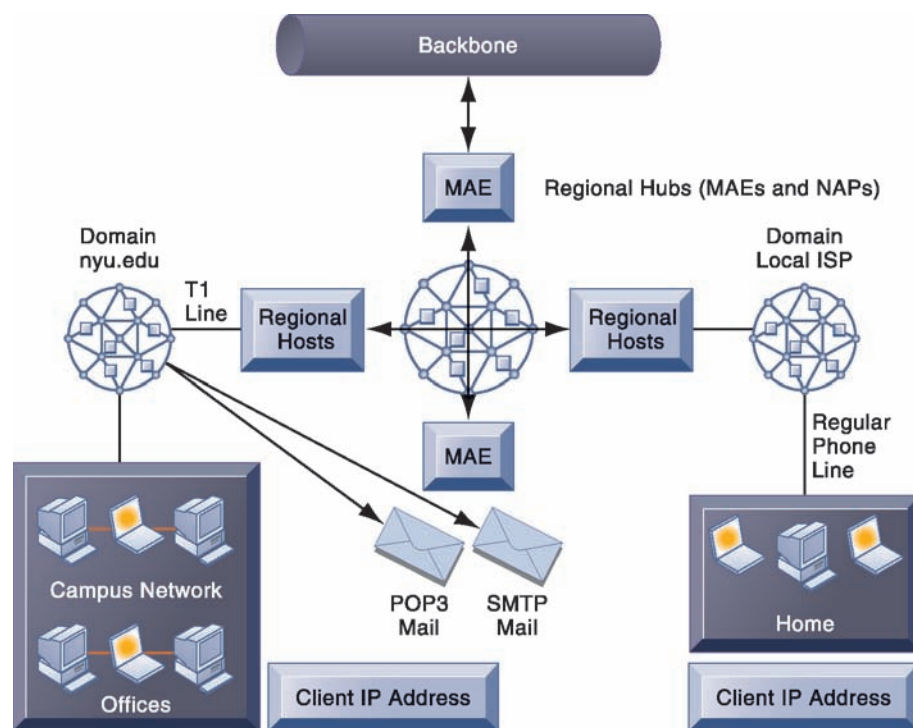 Backbone
MAE
Regional Hubs (MAEs and NAPs)
Domain
nyu.edu
Domain
Local ISP
T1
Line
Regional
Hosts
Regional
Hosts
MAE
Regular
Phone
Line
Campus Network
POP3
Mail
SMTP
Mail
Home
Offices
Client IP Address
Client IP Address